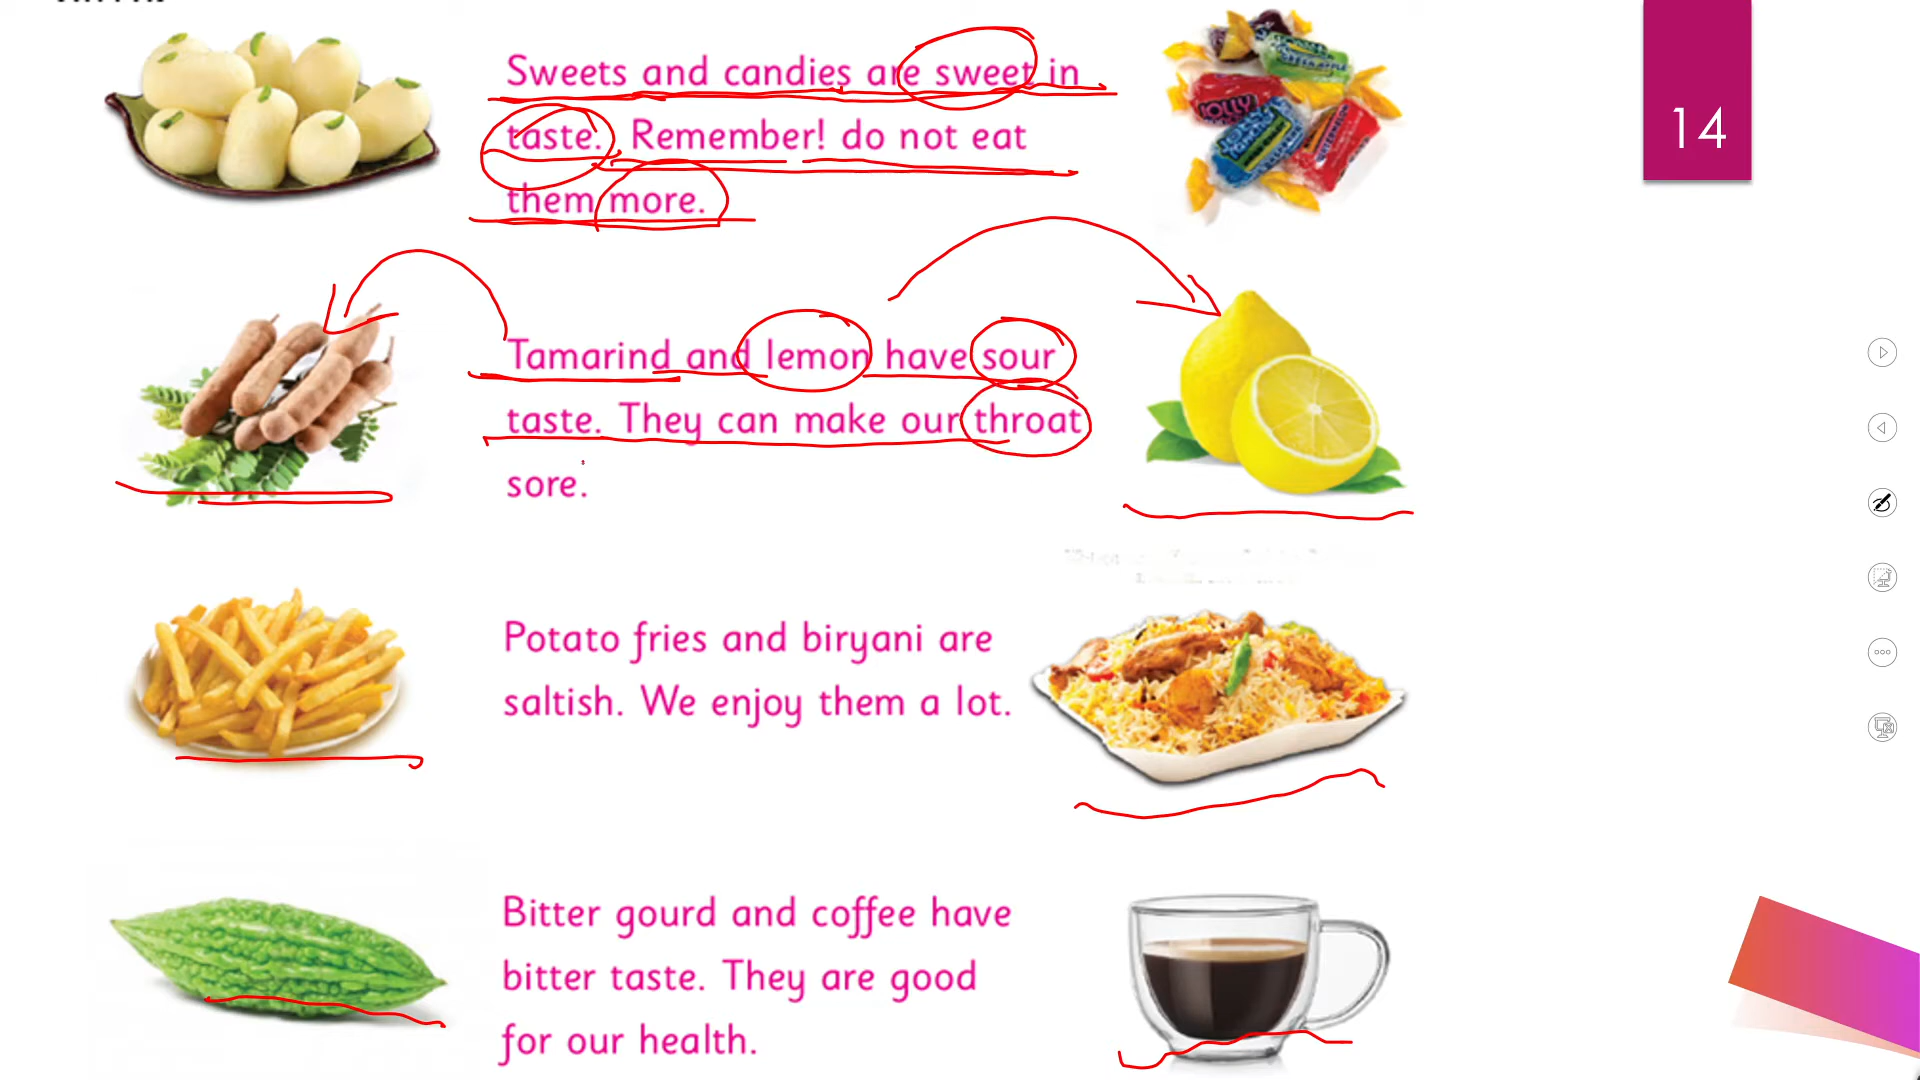 Sweets and candies are sweet in
taste. Remember! do not eat
them more.
14
Tamarind and lemon have sour
taste. They can make our throat
sore.
Potato fries and biryani are
saltish. We enjoy them a lot.
Bitter gourd and coffee have
bitter taste. They are good
for our health.